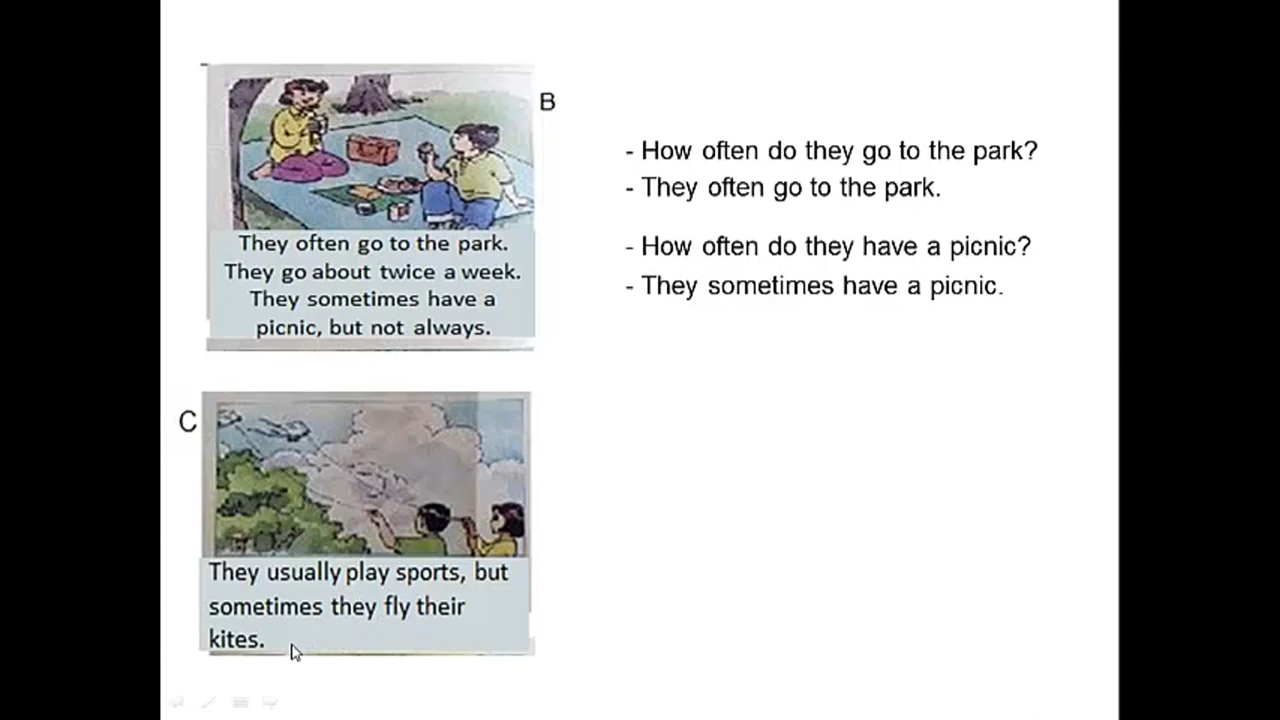 B
- How often do they go to the park?
- They often go to the park.
- How often do they have a picnic?
- They sometimes have a picnic.
They often go to the park.
They go about twice a week.
They sometimes have a
picnic, but not always.
C
They usually play sports, but
sometimes they fly their
kites.